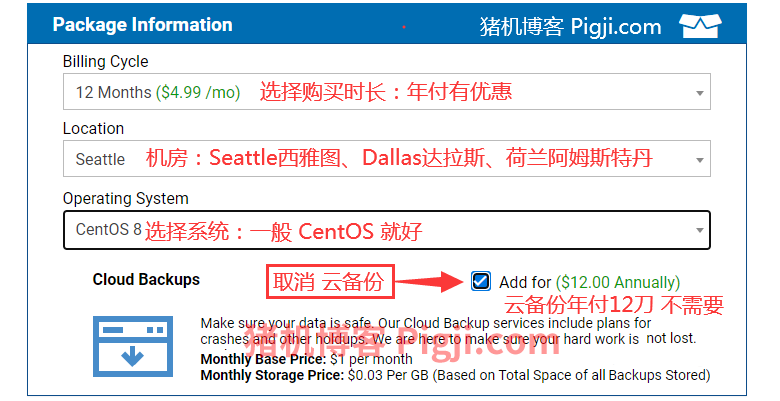 Package Information 猪机博客 Pigji.com
Billing Cycle
12 Months ($4.99 /mo) 选择购买时长：年付有优惠
Location
Seattle 机房：Seattle西雅图、Dallas达拉斯、荷兰阿姆斯特丹
Operating System
CentOS 8 选择系统：一般 CentOS 就好
Cloud Backups 取消 云备份 Add for ($12.00 Annually)
云备份年付12刀 不需要
Make sure your data is safe. Our Cloud Backup services include plans for
crashes and other holdups. We are here to make sure your hard work is not lost.
猪机博客 Pigji.com
Monthly Base Price: $1 per month
Monthly Storage Price: $0.03 Per GB (Based on Total Space of all Backups Stored)